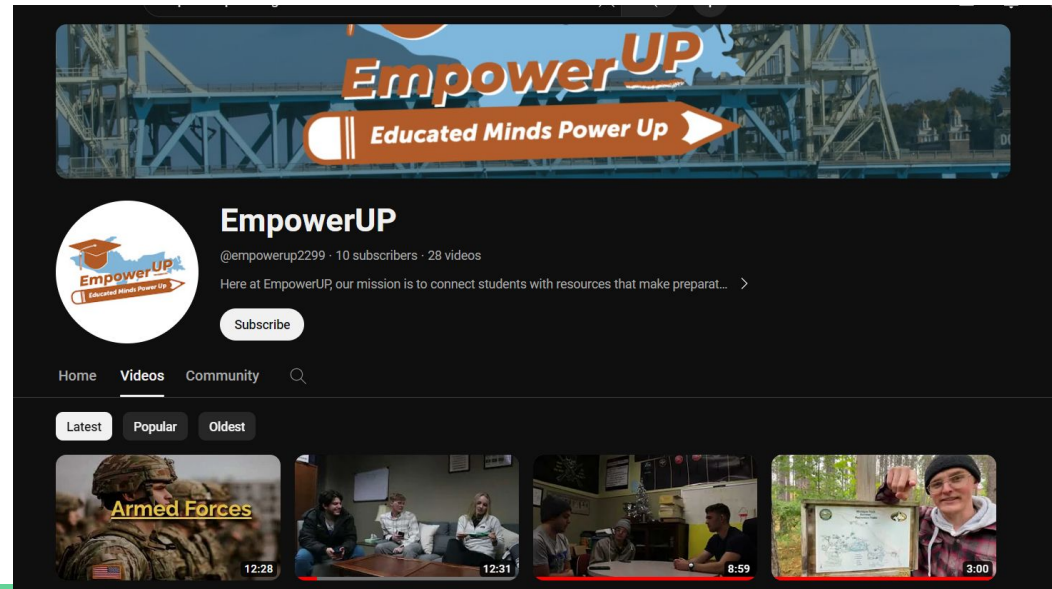 EmpowerUP
Educated Minds Power Up
EmpowerUP
@empowerup2299 · 10 subscribers · 28 videos
Here at EmpowerUP, our mission is to connect students with resources that make preparat...
EmpowerUP
Educated Minds Power Up
Subscribe
Home Videos Community
Latest Popular Oldest
Armed Forces
12:28 12:31 8:59 3:00